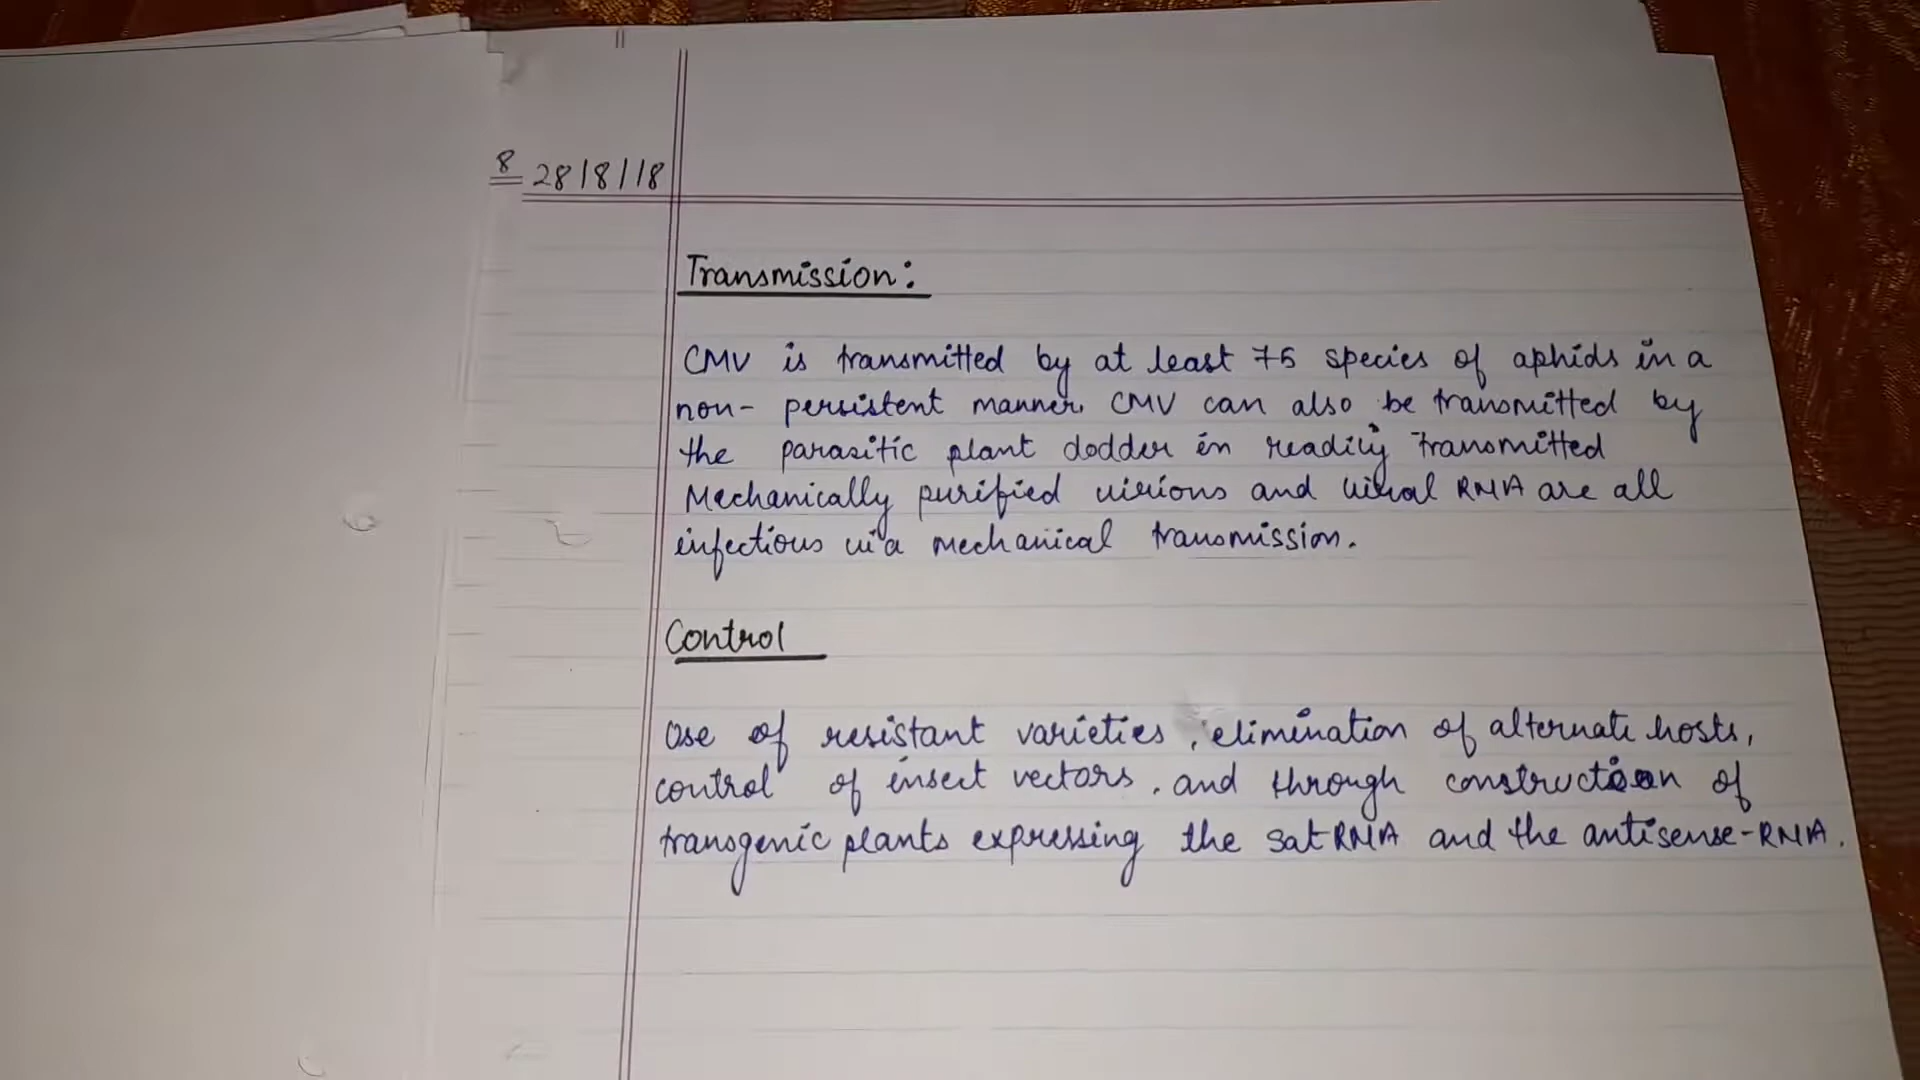 8 28/8/18
Transmission:
CMV is transmitted by at least 75 species of aphids in a
non- persistent manner. CMV can also be transmitted by
the parasitic plant dodder in readily transmitted
Mechanically purified virions and viral RNA are all
infectious via mechanical transmission.
Control
Use of resistant varieties, elimination of alternate hosts,
control of insect vectors, and through construction of
transgenic plants expressing the sat RNA and the antisense-RNA.